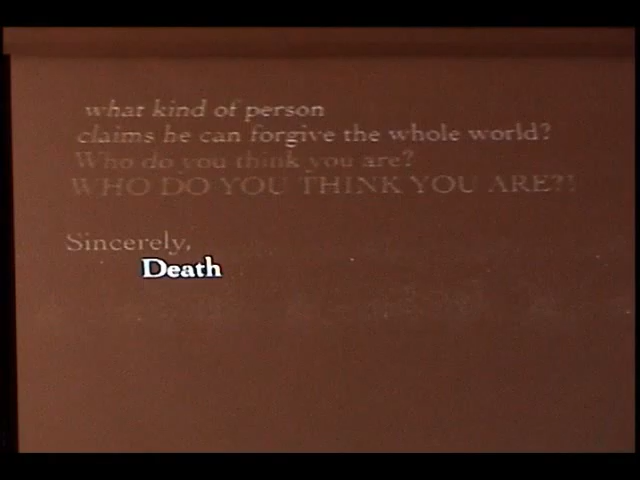 what kind of person
claims he can forgive the whole world?
Who do you think you are?
WHO DO YOU THINK YOU ARE?!
Sincerely,
Death